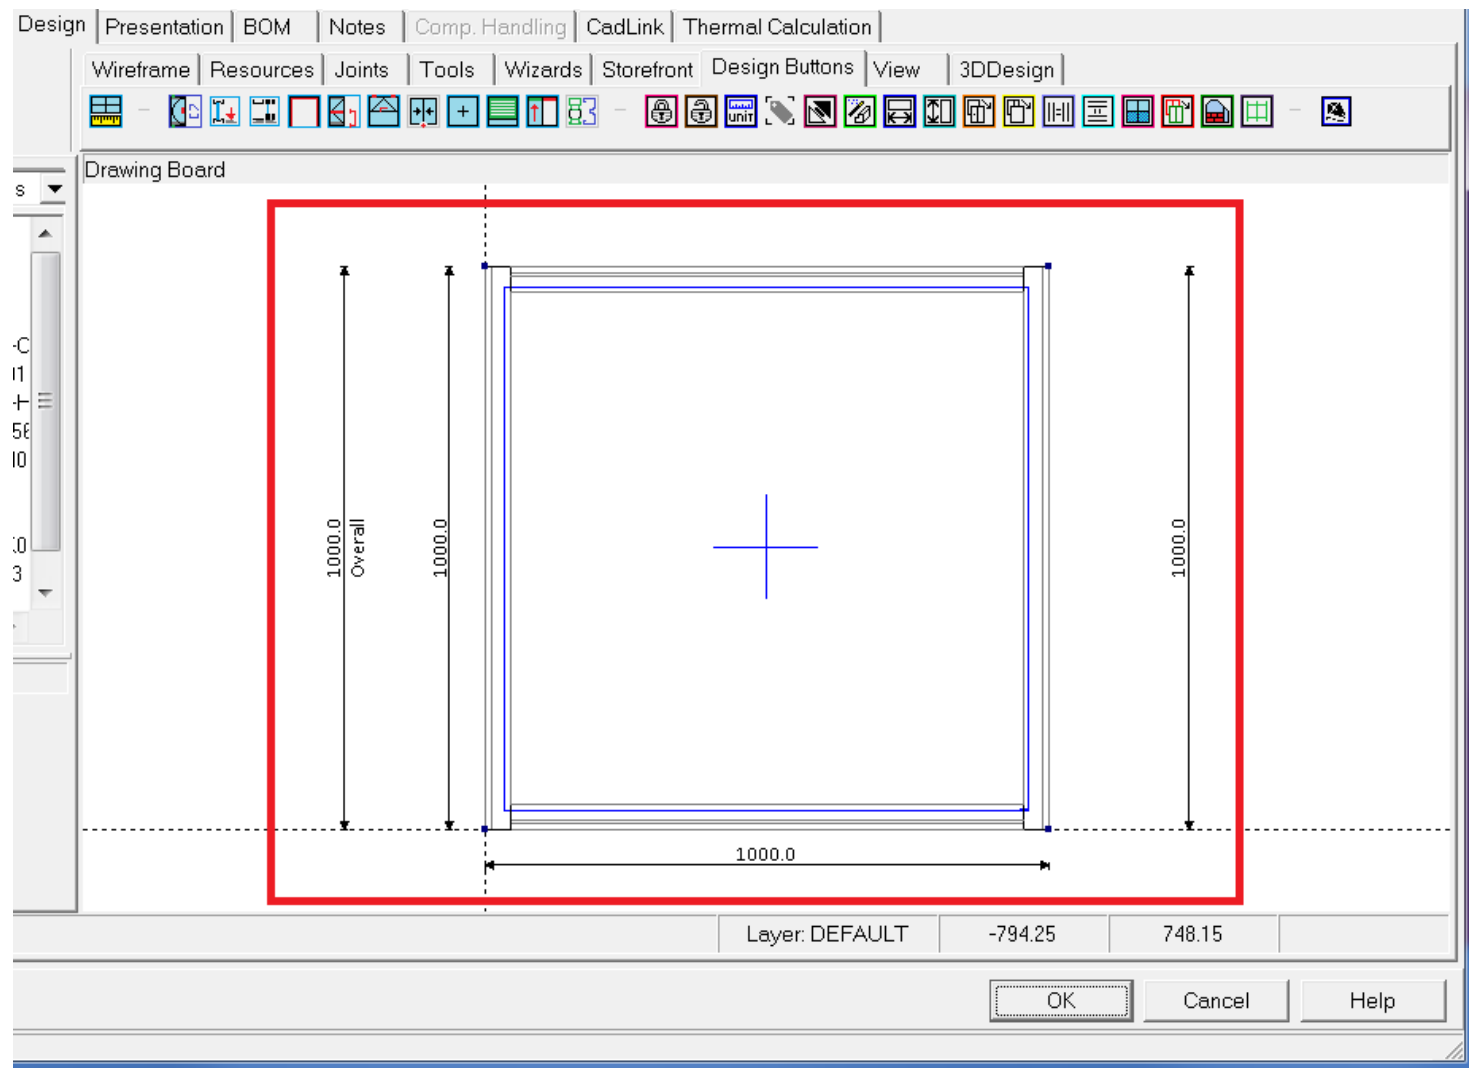 Design Presentation BOM Notes Comp. Handling CadLink Thermal Calculation
Wireframe Resources Joints Tools Wizards Storefront Design Buttons View 3DDesign
unit
Drawing Board
s
-C
56
3
1000.0
Overall
1000.0
1000.0
1000.0
Layer: DEFAULT -794.25 748.15
OK Cancel Help